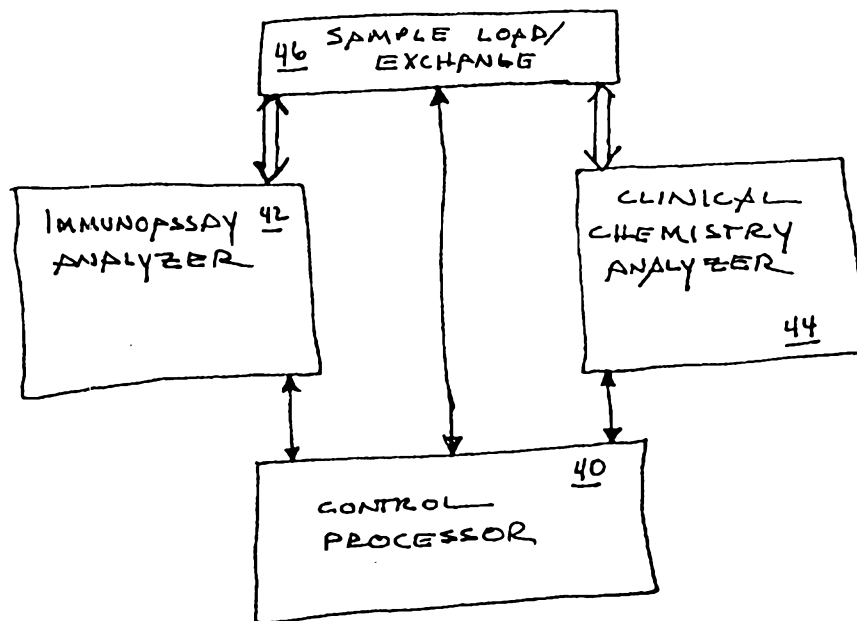 46 SAMPLE LOAD/
EXCHANGE
IMMUNOASSAY 42
ANALYZER
CLINICAL
CHEMISTRY
ANALYZER
44
40
CONTROL
PROCESSOR